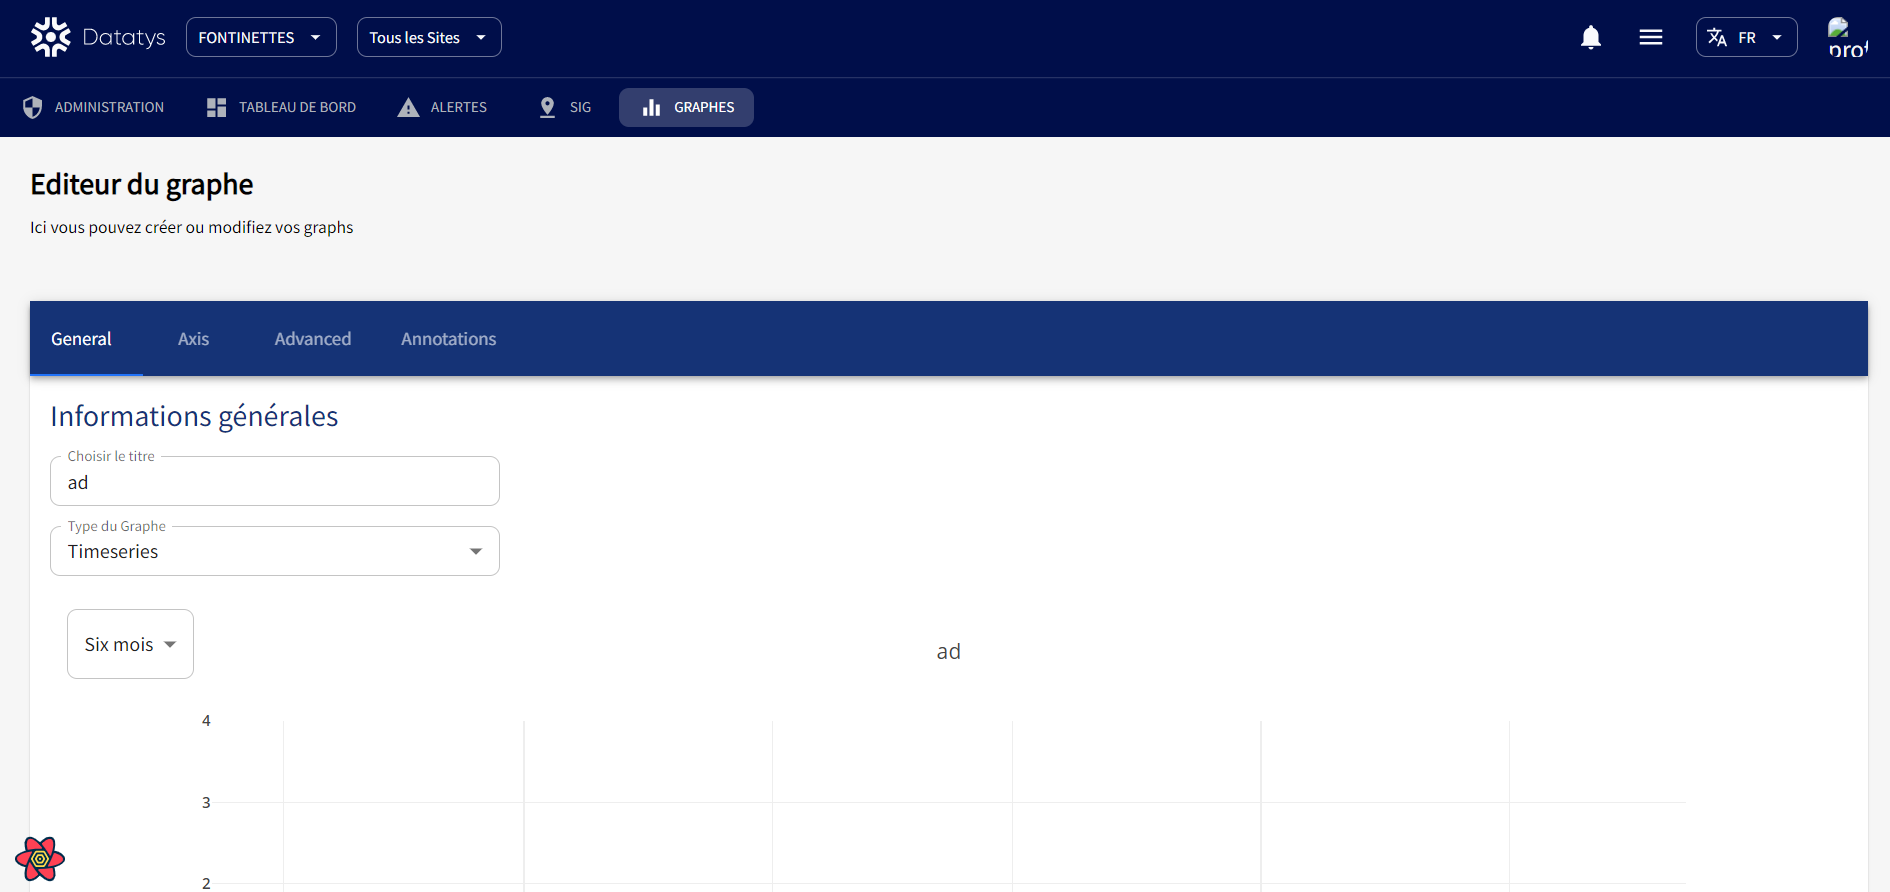 Datatys
FONTINETTES
Tous les Sites
FR
prof
ADMINISTRATION
TABLEAU DE BORD
ALERTES
SIG
GRAPHES
Editeur du graphe
Ici vous pouvez créer ou modifiez vos graphs
General
Axis
Advanced
Annotations
Informations générales
Choisir le titre
ad
Type du Graphe
Timeseries
Six mois
ad
4
3
2